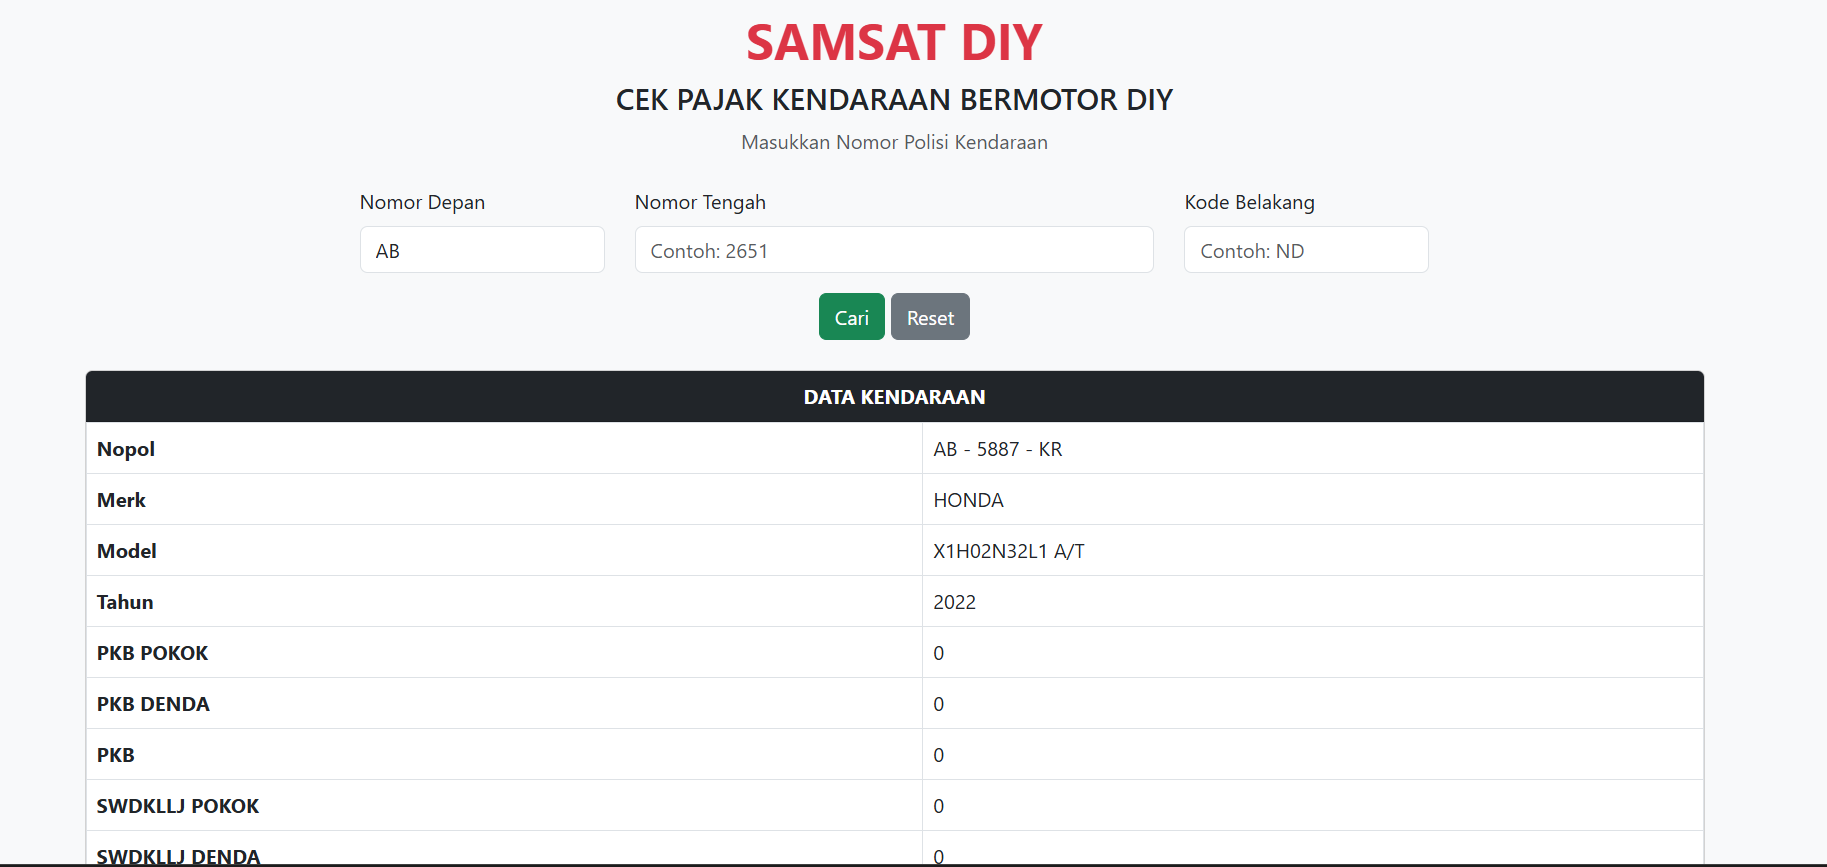 SAMSAT DIY
CEK PAJAK KENDARAAN BERMOTOR DIY
Masukkan Nomor Polisi Kendaraan
Nomor Depan Nomor Tengah Kode Belakang
AB Contoh: 2651 Contoh: ND
Cari Reset
DATA KENDARAAN
Nopol AB - 5887 - KR
Merk HONDA
Model X1H02N32L1 A/T
Tahun 2022
PKB POKOK 0
PKB DENDA 0
PKB 0
SWDKLLJ POKOK 0
SWDKLLJ DENDA 0